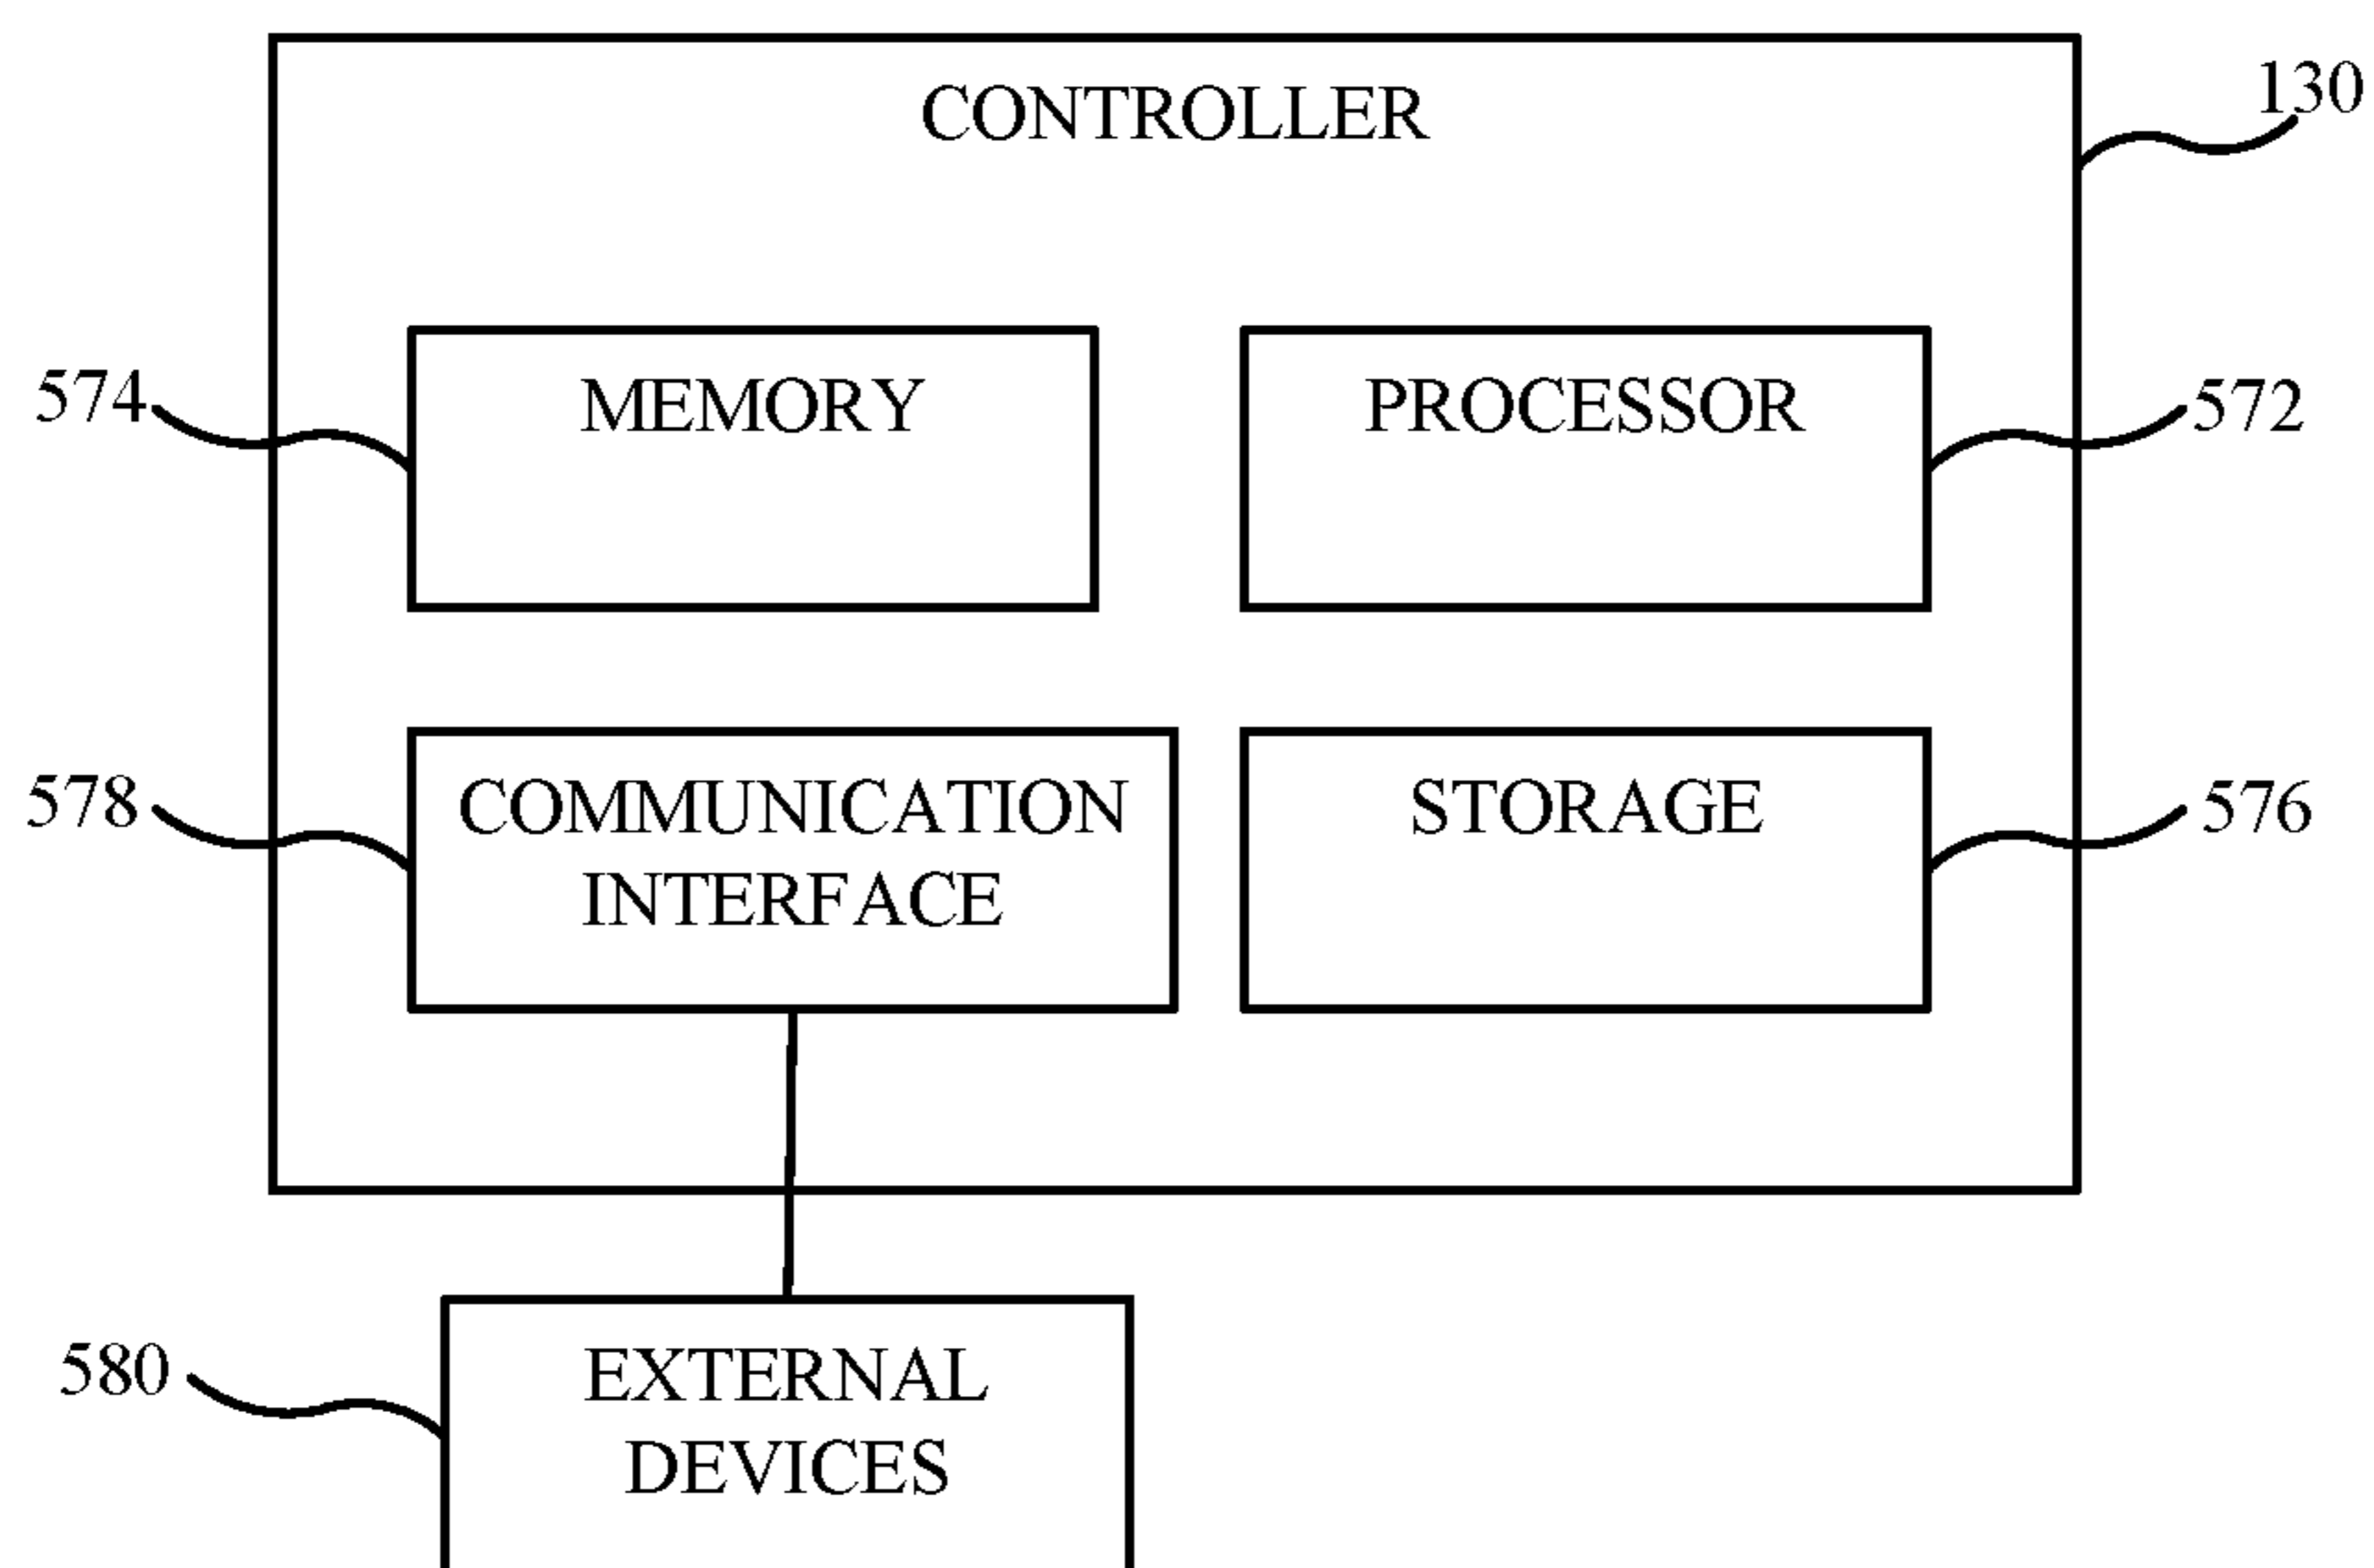 CONTROLLER
130
574
MEMORY
PROCESSOR
572
578
COMMUNICATION
INTERFACE
STORAGE
576
580
EXTERNAL
DEVICES